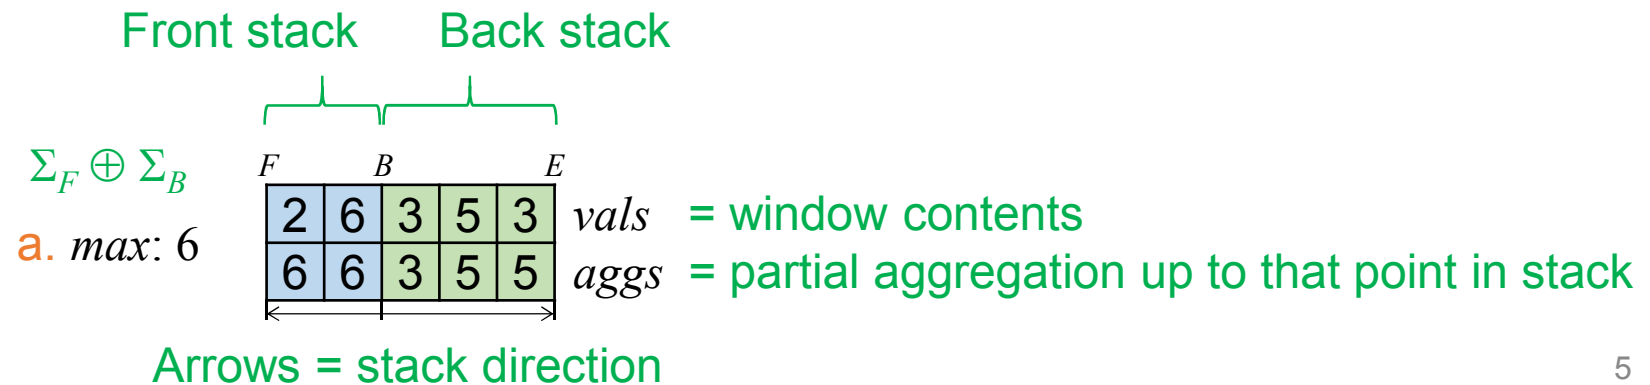 Front stack Back stack
Σ_F ⊕ Σ_B
F B E
2 6 3 5 3 vals = window contents
a. max: 6
6 6 3 5 5 aggs = partial aggregation up to that point in stack
Arrows = stack direction
5